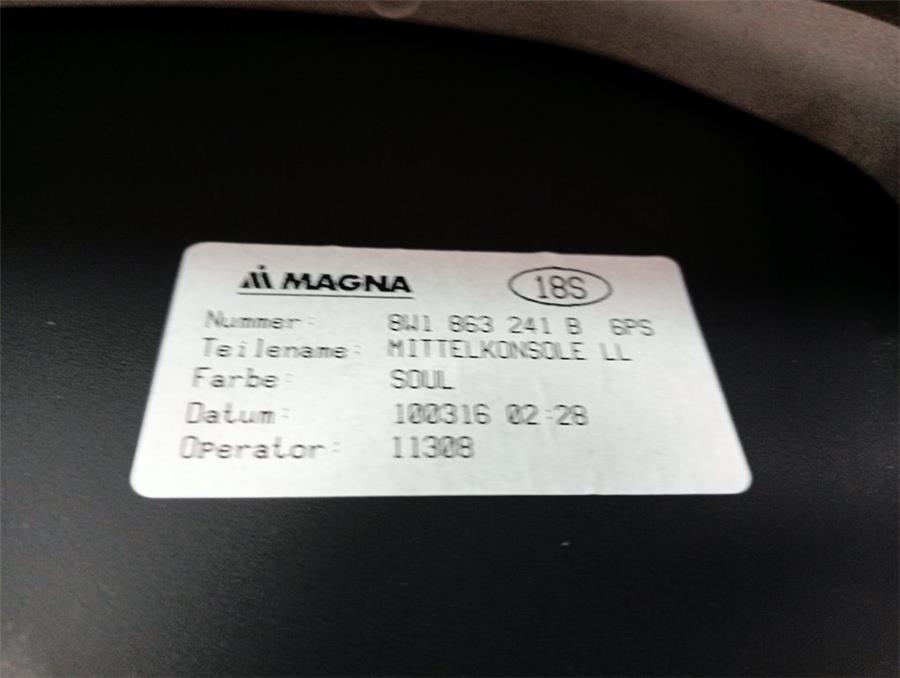 MAGNA 18S
Nummer: 8W1 863 241 B 6PS
Teilename: MITTELKONSOLE LL
Farbe: SOUL
Datum: 100316 02:28
Operator: 11308